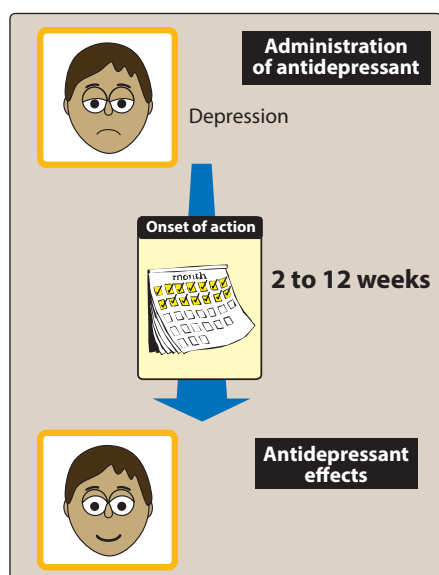 Administration
of antidepressant
Depression
Onset of action
month
2 to 12 weeks
Antidepressant
effects